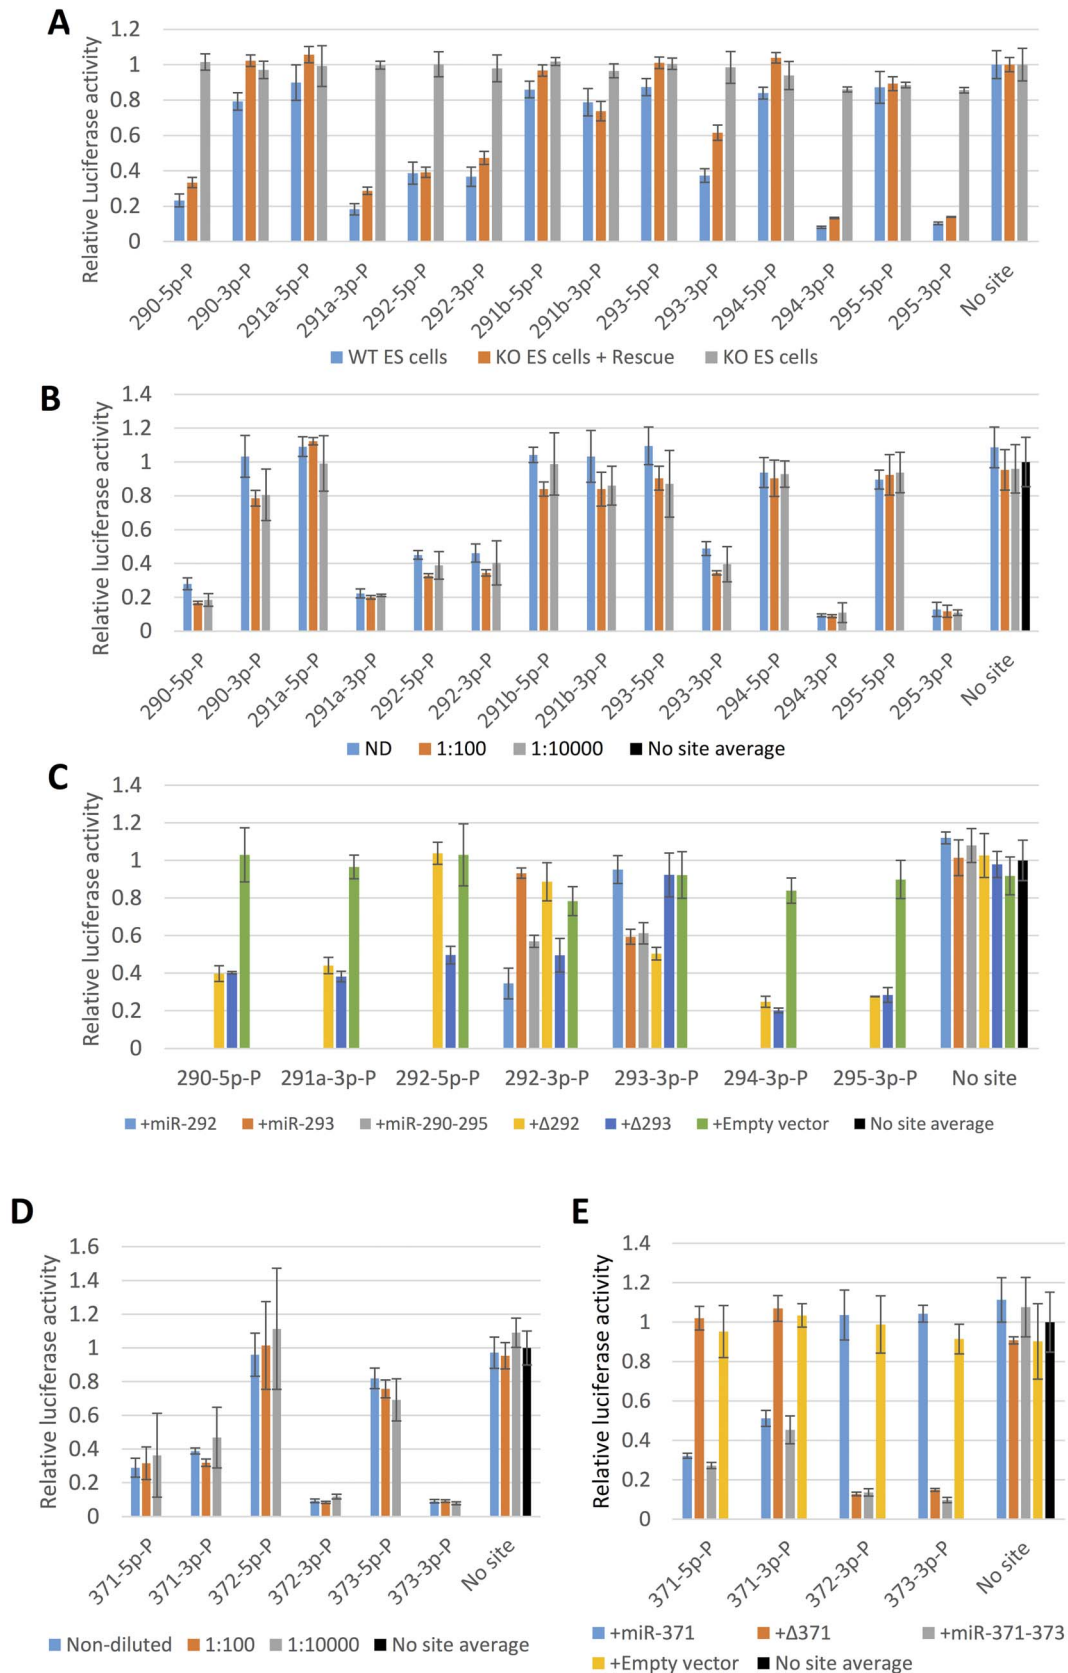 A
Relative Luciferase activity
1.2
1
0.8
0.6
0.4
0.2
0
290-5p-P
290-3p-P
291a-5p-P
291a-3p-P
292-5p-P
292-3p-P
291b-5p-P
291b-3p-P
293-5p-P
293-3p-P
294-5p-P
294-3p-P
295-5p-P
295-3p-P
No site
WT ES cells KO ES cells + Rescue KO ES cells
B
Relative luciferase activity
1.4
1.2
1
0.8
0.6
0.4
0.2
0
290-5p-P
290-3p-P
291a-5p-P
291a-3p-P
292-5p-P
292-3p-P
291b-5p-P
291b-3p-P
293-5p-P
293-3p-P
294-5p-P
294-3p-P
295-5p-P
295-3p-P
No site
ND 1:100 1:10000 No site average
C
Relative luciferase activity
1.4
1.2
1
0.8
0.6
0.4
0.2
0
290-5p-P 291a-3p-P 292-5p-P 292-3p-P 293-3p-P 294-3p-P 295-3p-P No site
+miR-292 +miR-293 +miR-290-295 +Δ292 +Δ293 +Empty vector No site average
D
Relative luciferase activity
1.6
1.4
1.2
1
0.8
0.6
0.4
0.2
0
371-5p-P
371-3p-P
372-5p-P
372-3p-P
373-5p-P
373-3p-P
No site
Non-diluted 1:100 1:10000 No site average
E
Relative luciferase activity
1.4
1.2
1
0.8
0.6
0.4
0.2
0
371-5p-P
371-3p-P
372-3p-P
373-3p-P
No site
+miR-371 +Δ371 +miR-371-373
+Empty vector No site average